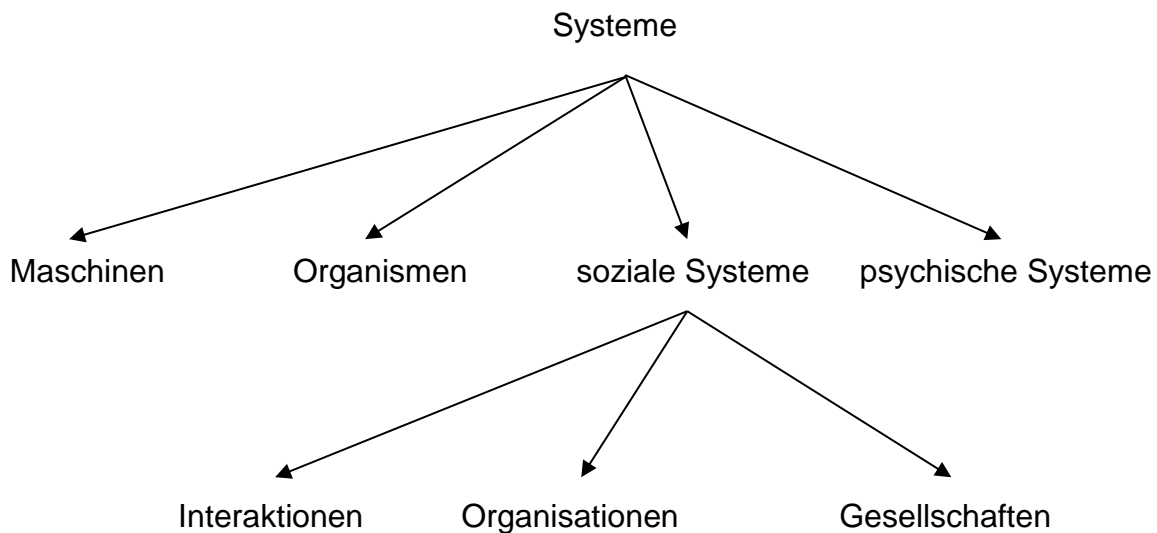 Systeme
Maschinen Organismen soziale Systeme psychische Systeme
Interaktionen Organisationen Gesellschaften